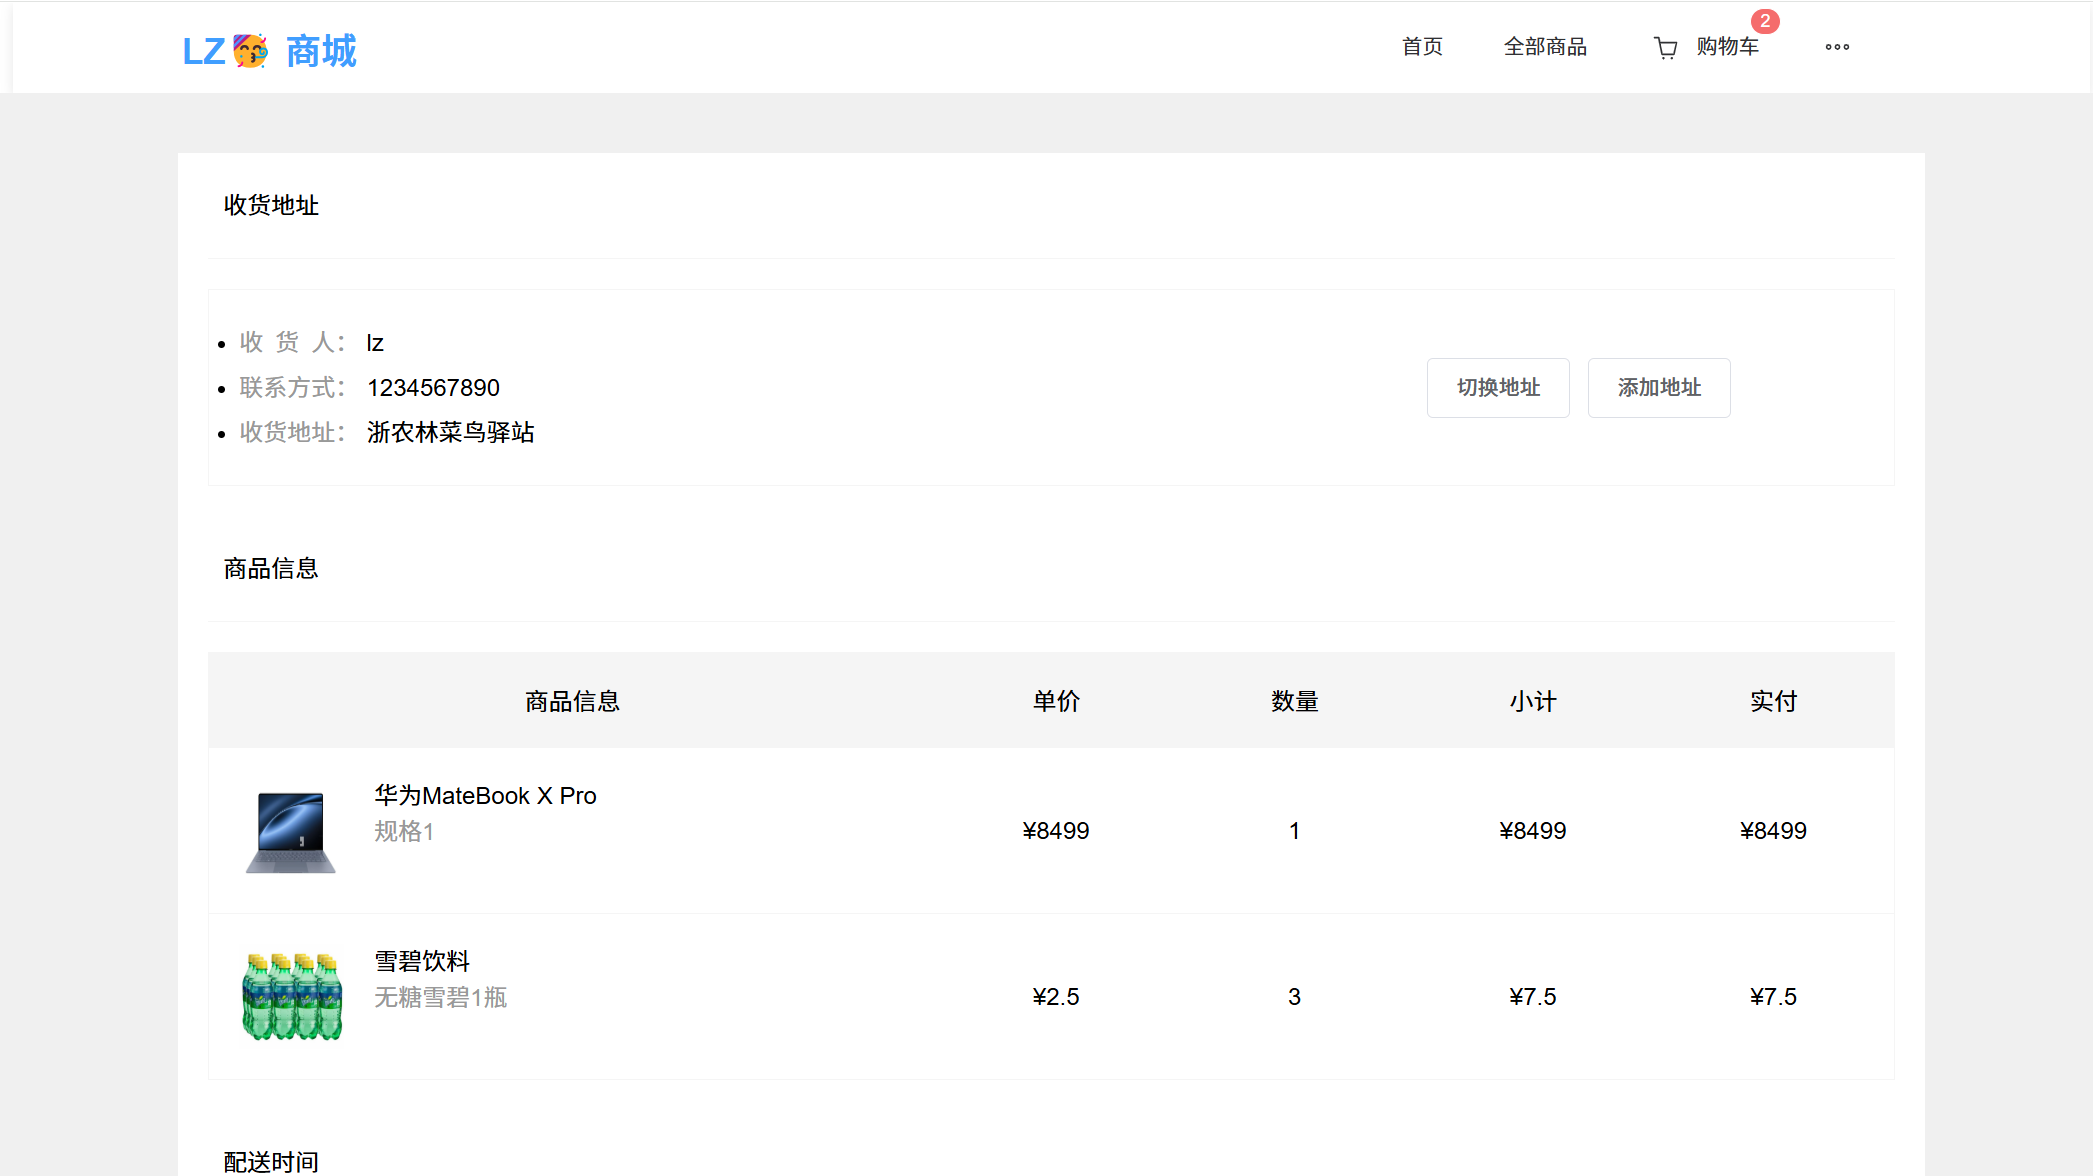 LZ🥳 商城
首页 全部商品 购物车 2
收货地址
收 货 人： lz
联系方式： 1234567890
收货地址： 浙农林菜鸟驿站
切换地址 添加地址
商品信息
商品信息 单价 数量 小计 实付
华为MateBook X Pro
规格1
¥8499 1 ¥8499 ¥8499
雪碧饮料
无糖雪碧1瓶
¥2.5 3 ¥7.5 ¥7.5
配送时间